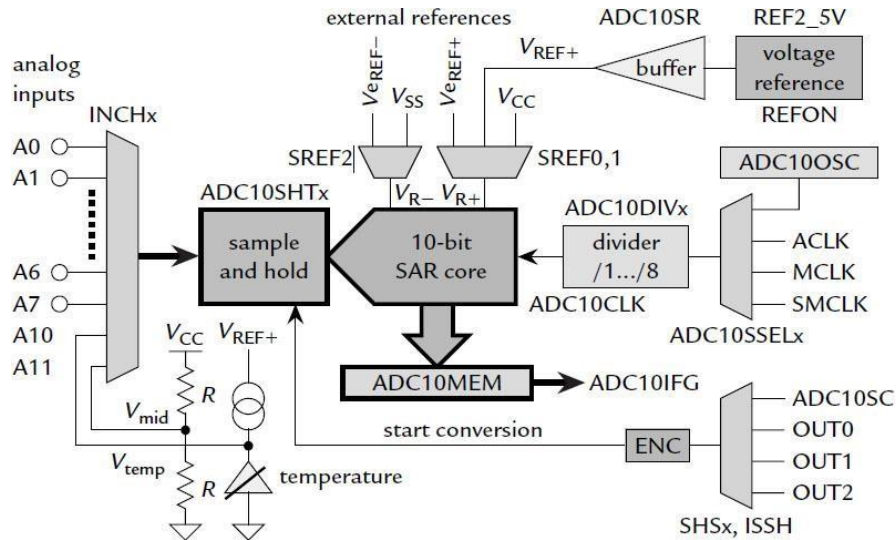 external references
ADC10SR
REF2_5V
analog
inputs
INCHx
VeREF−
VSS
VeREF+
VREF+
VCC
buffer
voltage
reference
REFON
A0
A1
A6
A7
A10
A11
SREF2
SREF0,1
ADC10OSC
ADC10SHTx
VR−
VR+
ADC10DIVx
sample
and hold
10-bit
SAR core
divider
/1.../8
ACLK
MCLK
SMCLK
ADC10CLK
ADC10SSELx
VCC
VREF+
ADC10MEM
ADC10IFG
R
Vmid
start conversion
ENC
ADC10SC
OUT0
OUT1
OUT2
Vtemp
R
temperature
SHSx, ISSH